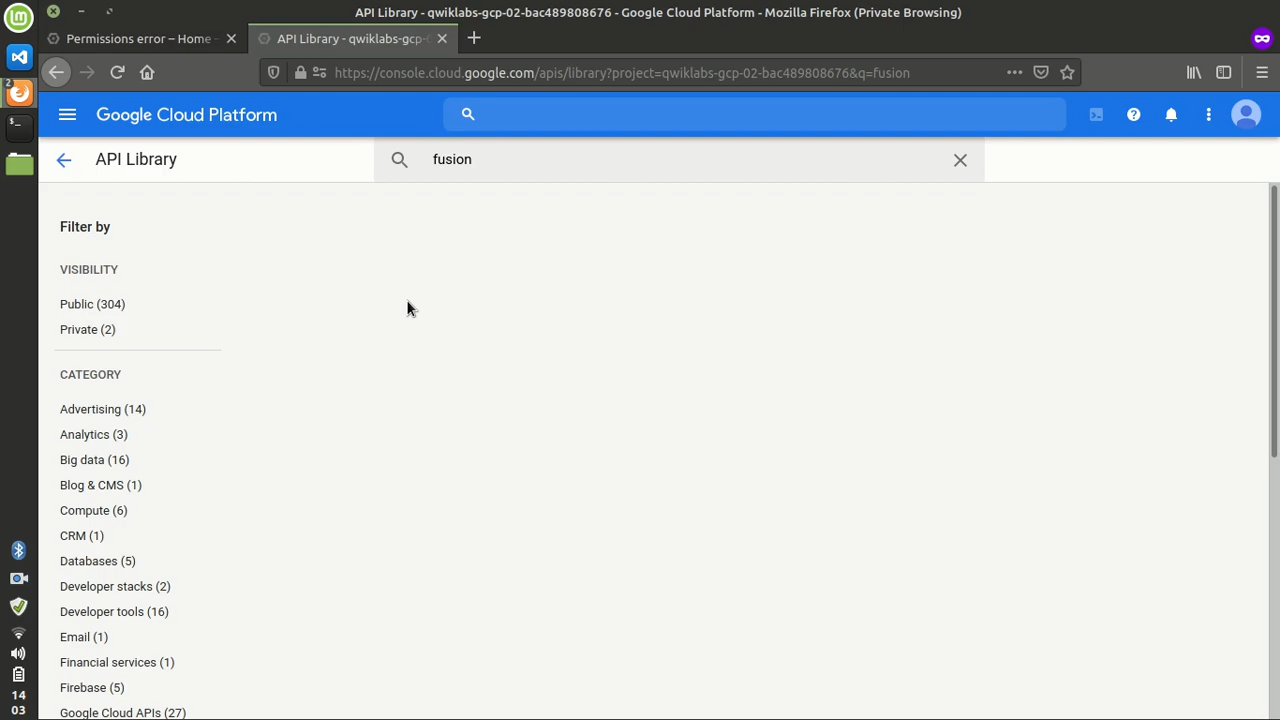 API Library - qwiklabs-gcp-02-bac489808676 - Google Cloud Platform - Mozilla Firefox (Private Browsing)
Permissions error – Home -
API Library - qwiklabs-gcp-
https://console.cloud.google.com/apis/library?project=qwiklabs-gcp-02-bac489808676&q=fusion
Google Cloud Platform
API Library
fusion
Filter by
VISIBILITY
Public (304)
Private (2)
CATEGORY
Advertising (14)
Analytics (3)
Big data (16)
Blog & CMS (1)
Compute (6)
CRM (1)
Databases (5)
Developer stacks (2)
Developer tools (16)
Email (1)
Financial services (1)
Firebase (5)
Google Cloud APIs (27)
2
14
03